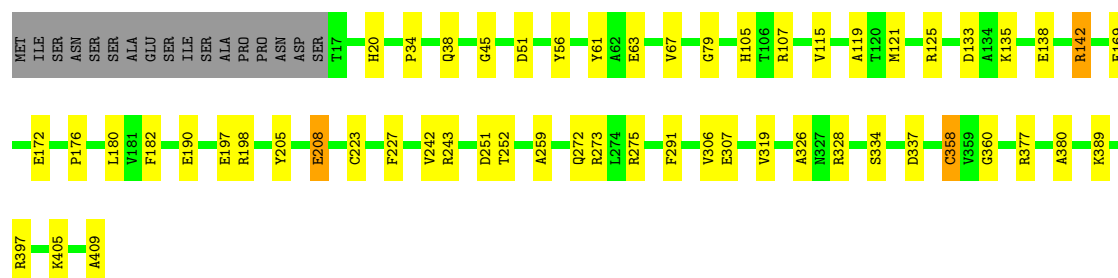 MET ILE SER ASN SER SER ALA GLU SER ILE SER ALA PRO PRO ASN ASP SER T17 H20 P34 Q38 G45 D51 Y56 Y61 A62 E63 V67 G79 H105 T106 R107 V115 A119 T120 M121 R125 D133 A134 K135 E138 R142 E169
E172 P176 L180 V181 F182 E190 E197 R198 Y205 E208 C223 F227 V242 R243 D251 T252 A259 Q272 R273 L274 R275 F291 V306 E307 V319 A326 N327 R328 S334 D337 C358 V359 G360 R377 A380 K389
R397 K405 A409